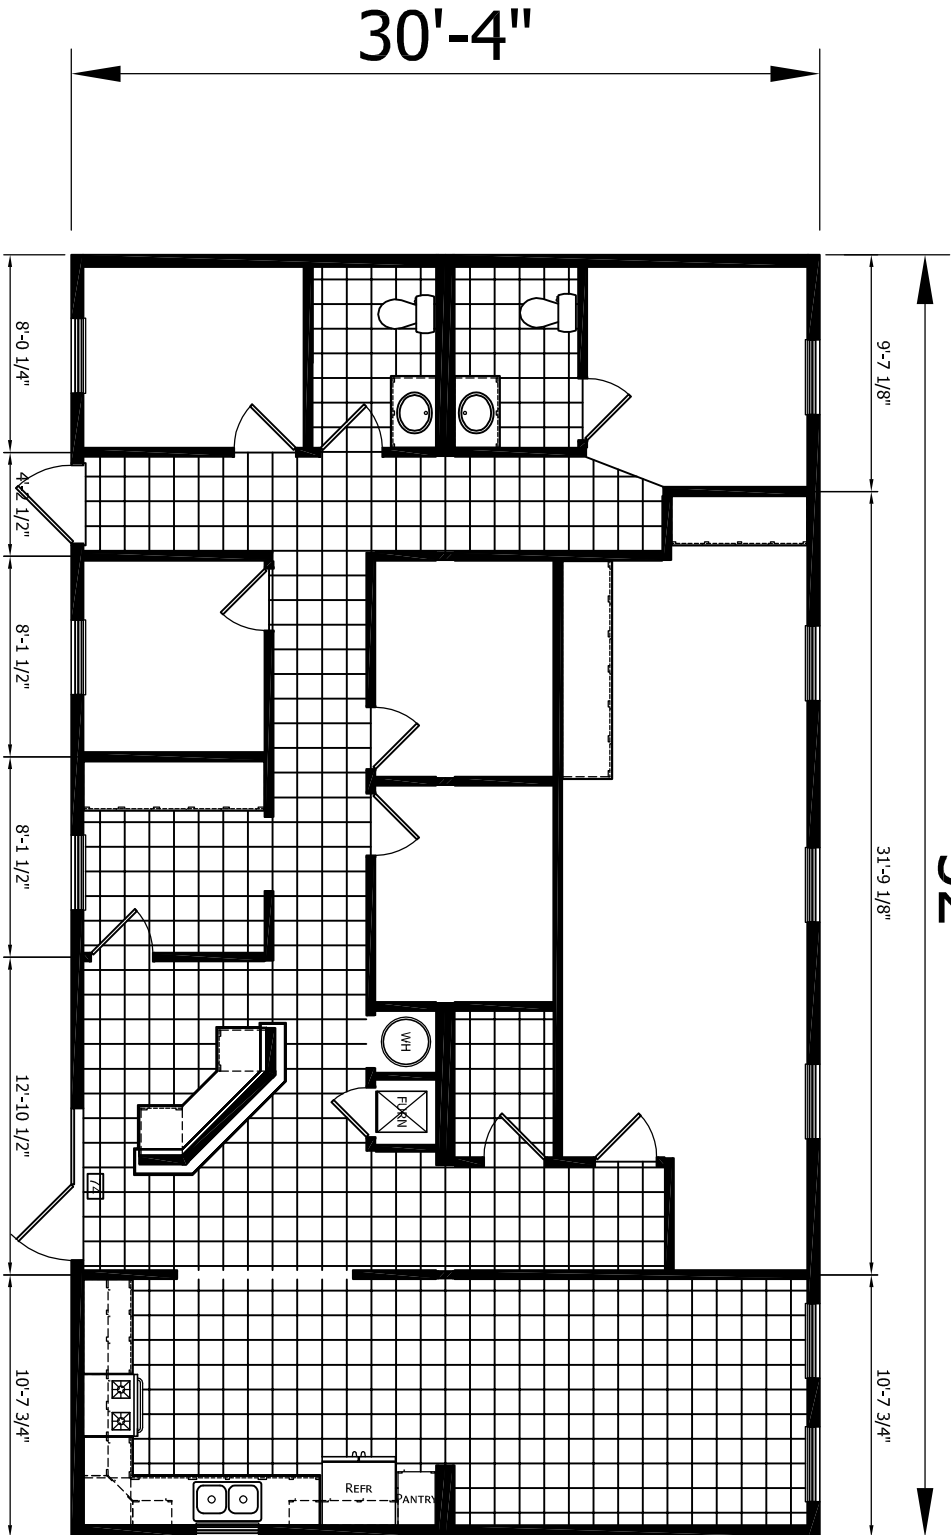 30'-4"
8'-0 1/4"
9'-7 1/8"
4'-2 1/2"
8'-1 1/2"
8'-1 1/2"
31'-9 1/8"
WH
FURN
12'-10 1/2"
74
10'-7 3/4"
10'-7 3/4"
REFR
PANTRY